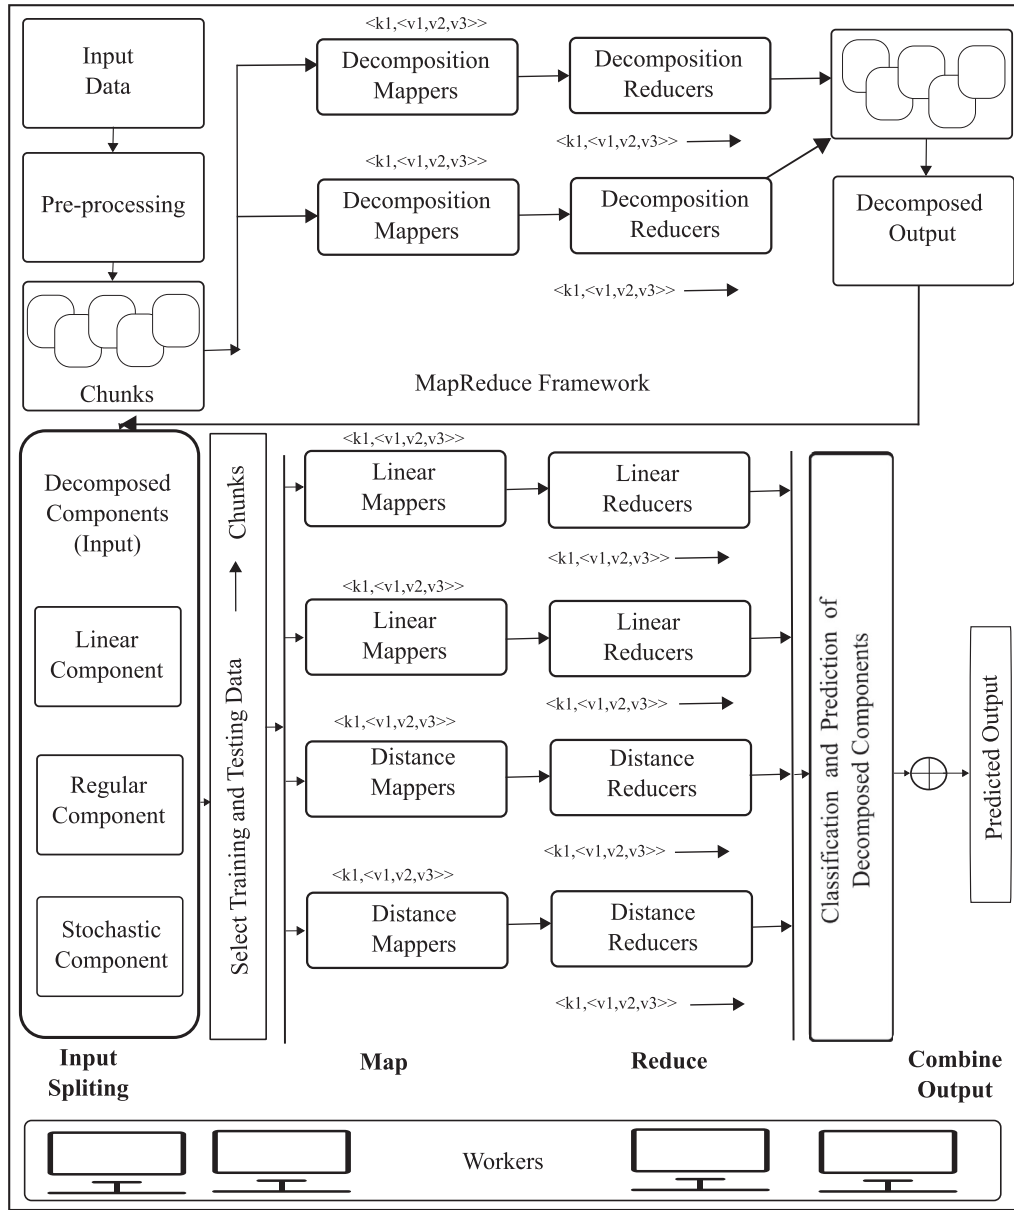 Input
Data
Pre-processing
Chunks
<k1,<v1,v2,v3>>
Decomposition
Mappers
Decomposition
Reducers
<k1,<v1,v2,v3>>
<k1,<v1,v2,v3>>
Decomposition
Mappers
Decomposition
Reducers
<k1,<v1,v2,v3>>
Decomposed
Output
MapReduce Framework
Decomposed
Components
(Input)
Linear
Component
Regular
Component
Stochastic
Component
Select Training and Testing Data
Chunks
<k1,<v1,v2,v3>>
Linear
Mappers
Linear
Reducers
<k1,<v1,v2,v3>>
<k1,<v1,v2,v3>>
Linear
Mappers
Linear
Reducers
<k1,<v1,v2,v3>>
<k1,<v1,v2,v3>>
Distance
Mappers
Distance
Reducers
<k1,<v1,v2,v3>>
<k1,<v1,v2,v3>>
Distance
Mappers
Distance
Reducers
<k1,<v1,v2,v3>>
Classification and Prediction of
Decomposed Components
Predicted Output
Input
Spliting
Map
Reduce
Combine
Output
Workers